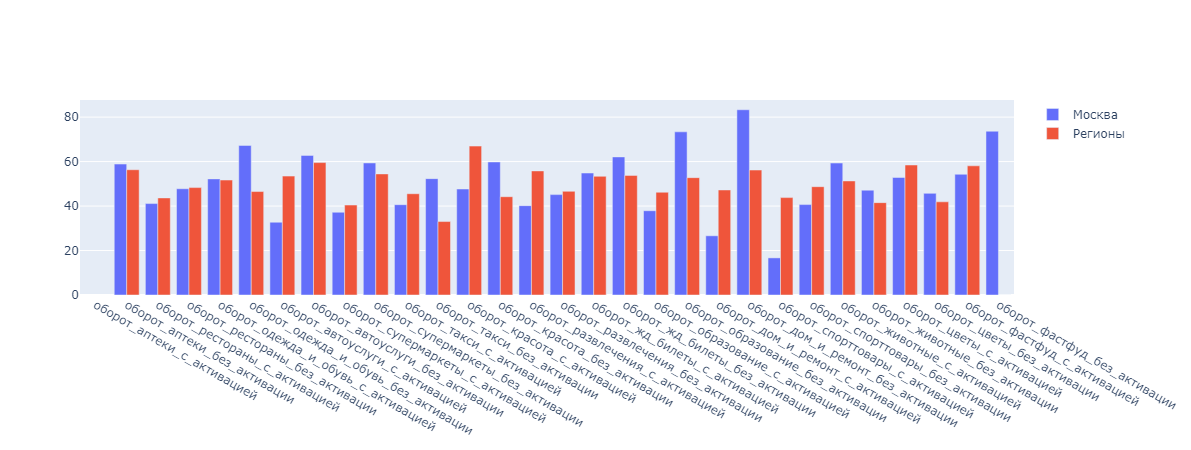 80
60
40
20
0
Москва
Регионы
оборот_аптеки_с_активацией
оборот_аптеки_без_активации
оборот_рестораны_с_активацией
оборот_рестораны_без_активации
оборот_одежда_и_обувь_с_активацией
оборот_одежда_и_обувь_без_активации
оборот_автоуслуги_с_активацией
оборот_автоуслуги_без_активации
оборот_супермаркеты_с_активацией
оборот_супермаркеты_без_активации
оборот_такси_с_активацией
оборот_такси_без_активации
оборот_красота_с_активацией
оборот_красота_без_активации
оборот_развлечения_с_активацией
оборот_развлечения_без_активации
оборот_жд_билеты_с_активацией
оборот_жд_билеты_без_активации
оборот_образование_с_активацией
оборот_образование_без_активации
оборот_дом_и_ремонт_с_активацией
оборот_дом_и_ремонт_без_активации
оборот_спорттовары_с_активацией
оборот_спорттовары_без_активации
оборот_животные_с_активацией
оборот_животные_без_активации
оборот_цветы_с_активацией
оборот_цветы_без_активации
оборот_фастфуд_с_активацией
оборот_фастфуд_без_активации